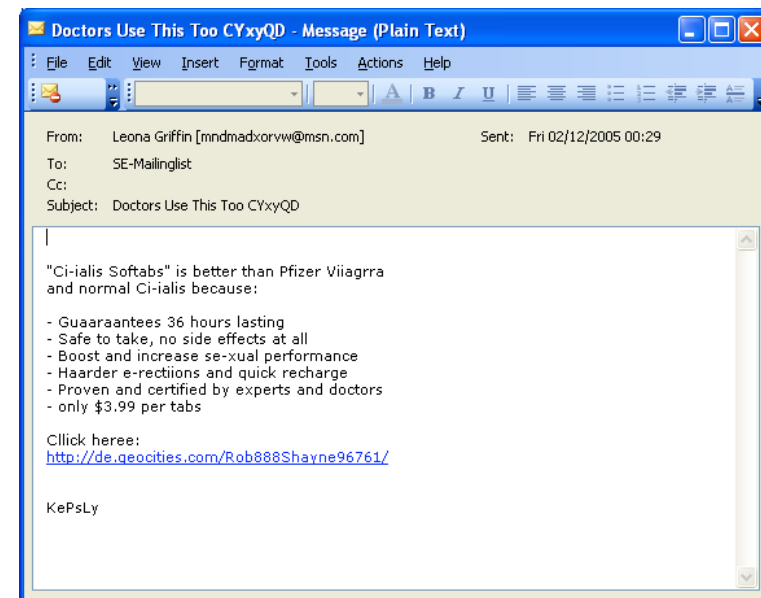 Doctors Use This Too CYxyQD - Message (Plain Text)
File Edit View Insert Format Tools Actions Help
A B I U
From: Leona Griffin [mndmadxorvw@msn.com] Sent: Fri 02/12/2005 00:29
To: SE-Mailinglist
Cc:
Subject: Doctors Use This Too CYxyQD
"Ci-ialis Softabs" is better than Pfizer Viiagrra
and normal Ci-ialis because:
- Guaaraantees 36 hours lasting
- Safe to take, no side effects at all
- Boost and increase se-xual performance
- Haarder e-rectiions and quick recharge
- Proven and certified by experts and doctors
- only $3.99 per tabs
Cllick heree:
http://de.geocities.com/Rob888Shayne96761/
KePsLy